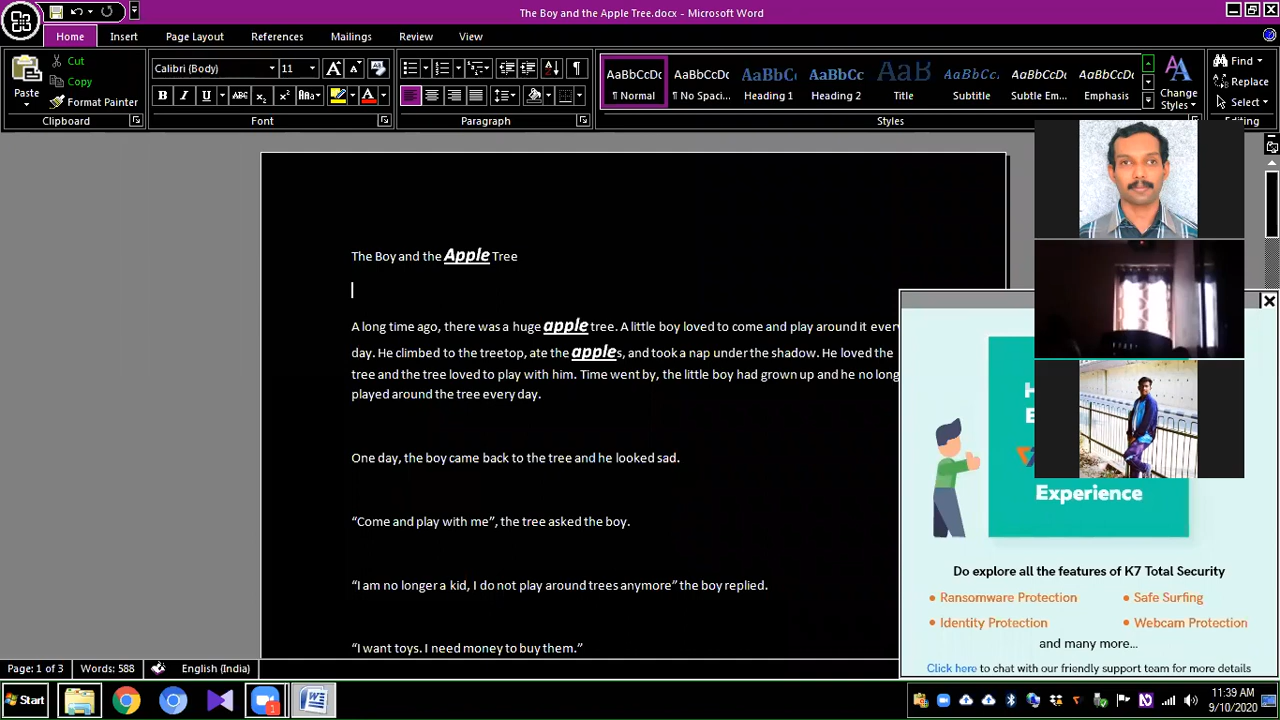 The Boy and the Apple Tree.docx - Microsoft Word
Home Insert Page Layout References Mailings Review View
Paste
Cut
Copy
Format Painter
Clipboard
Calibri (Body) 11
Font
Paragraph
AaBbCcDc AaBbCcDc AaBbC AaBbCc AaB AaBbCc AaBbCcDc AaBbCcDc
¶ Normal ¶ No Spaci... Heading 1 Heading 2 Title Subtitle Subtle Em... Emphasis
Change Styles
Styles
Find
Replace
Select
Editing
The Boy and the Apple Tree
A long time ago, there was a huge apple tree. A little boy loved to come and play around it ever
day. He climbed to the treetop, ate the apples, and took a nap under the shadow. He loved the
tree and the tree loved to play with him. Time went by, the little boy had grown up and he no long
played around the tree every day.
One day, the boy came back to the tree and he looked sad.
“Come and play with me”, the tree asked the boy.
“I am no longer a kid, I do not play around trees anymore” the boy replied.
“I want toys. I need money to buy them.”
Experience
Do explore all the features of K7 Total Security
• Ransomware Protection • Safe Surfing
• Identity Protection • Webcam Protection
and many more...
Click here to chat with our friendly support team for more details
Page: 1 of 3 Words: 588 English (India)
Start
1
11:39 AM
9/10/2020